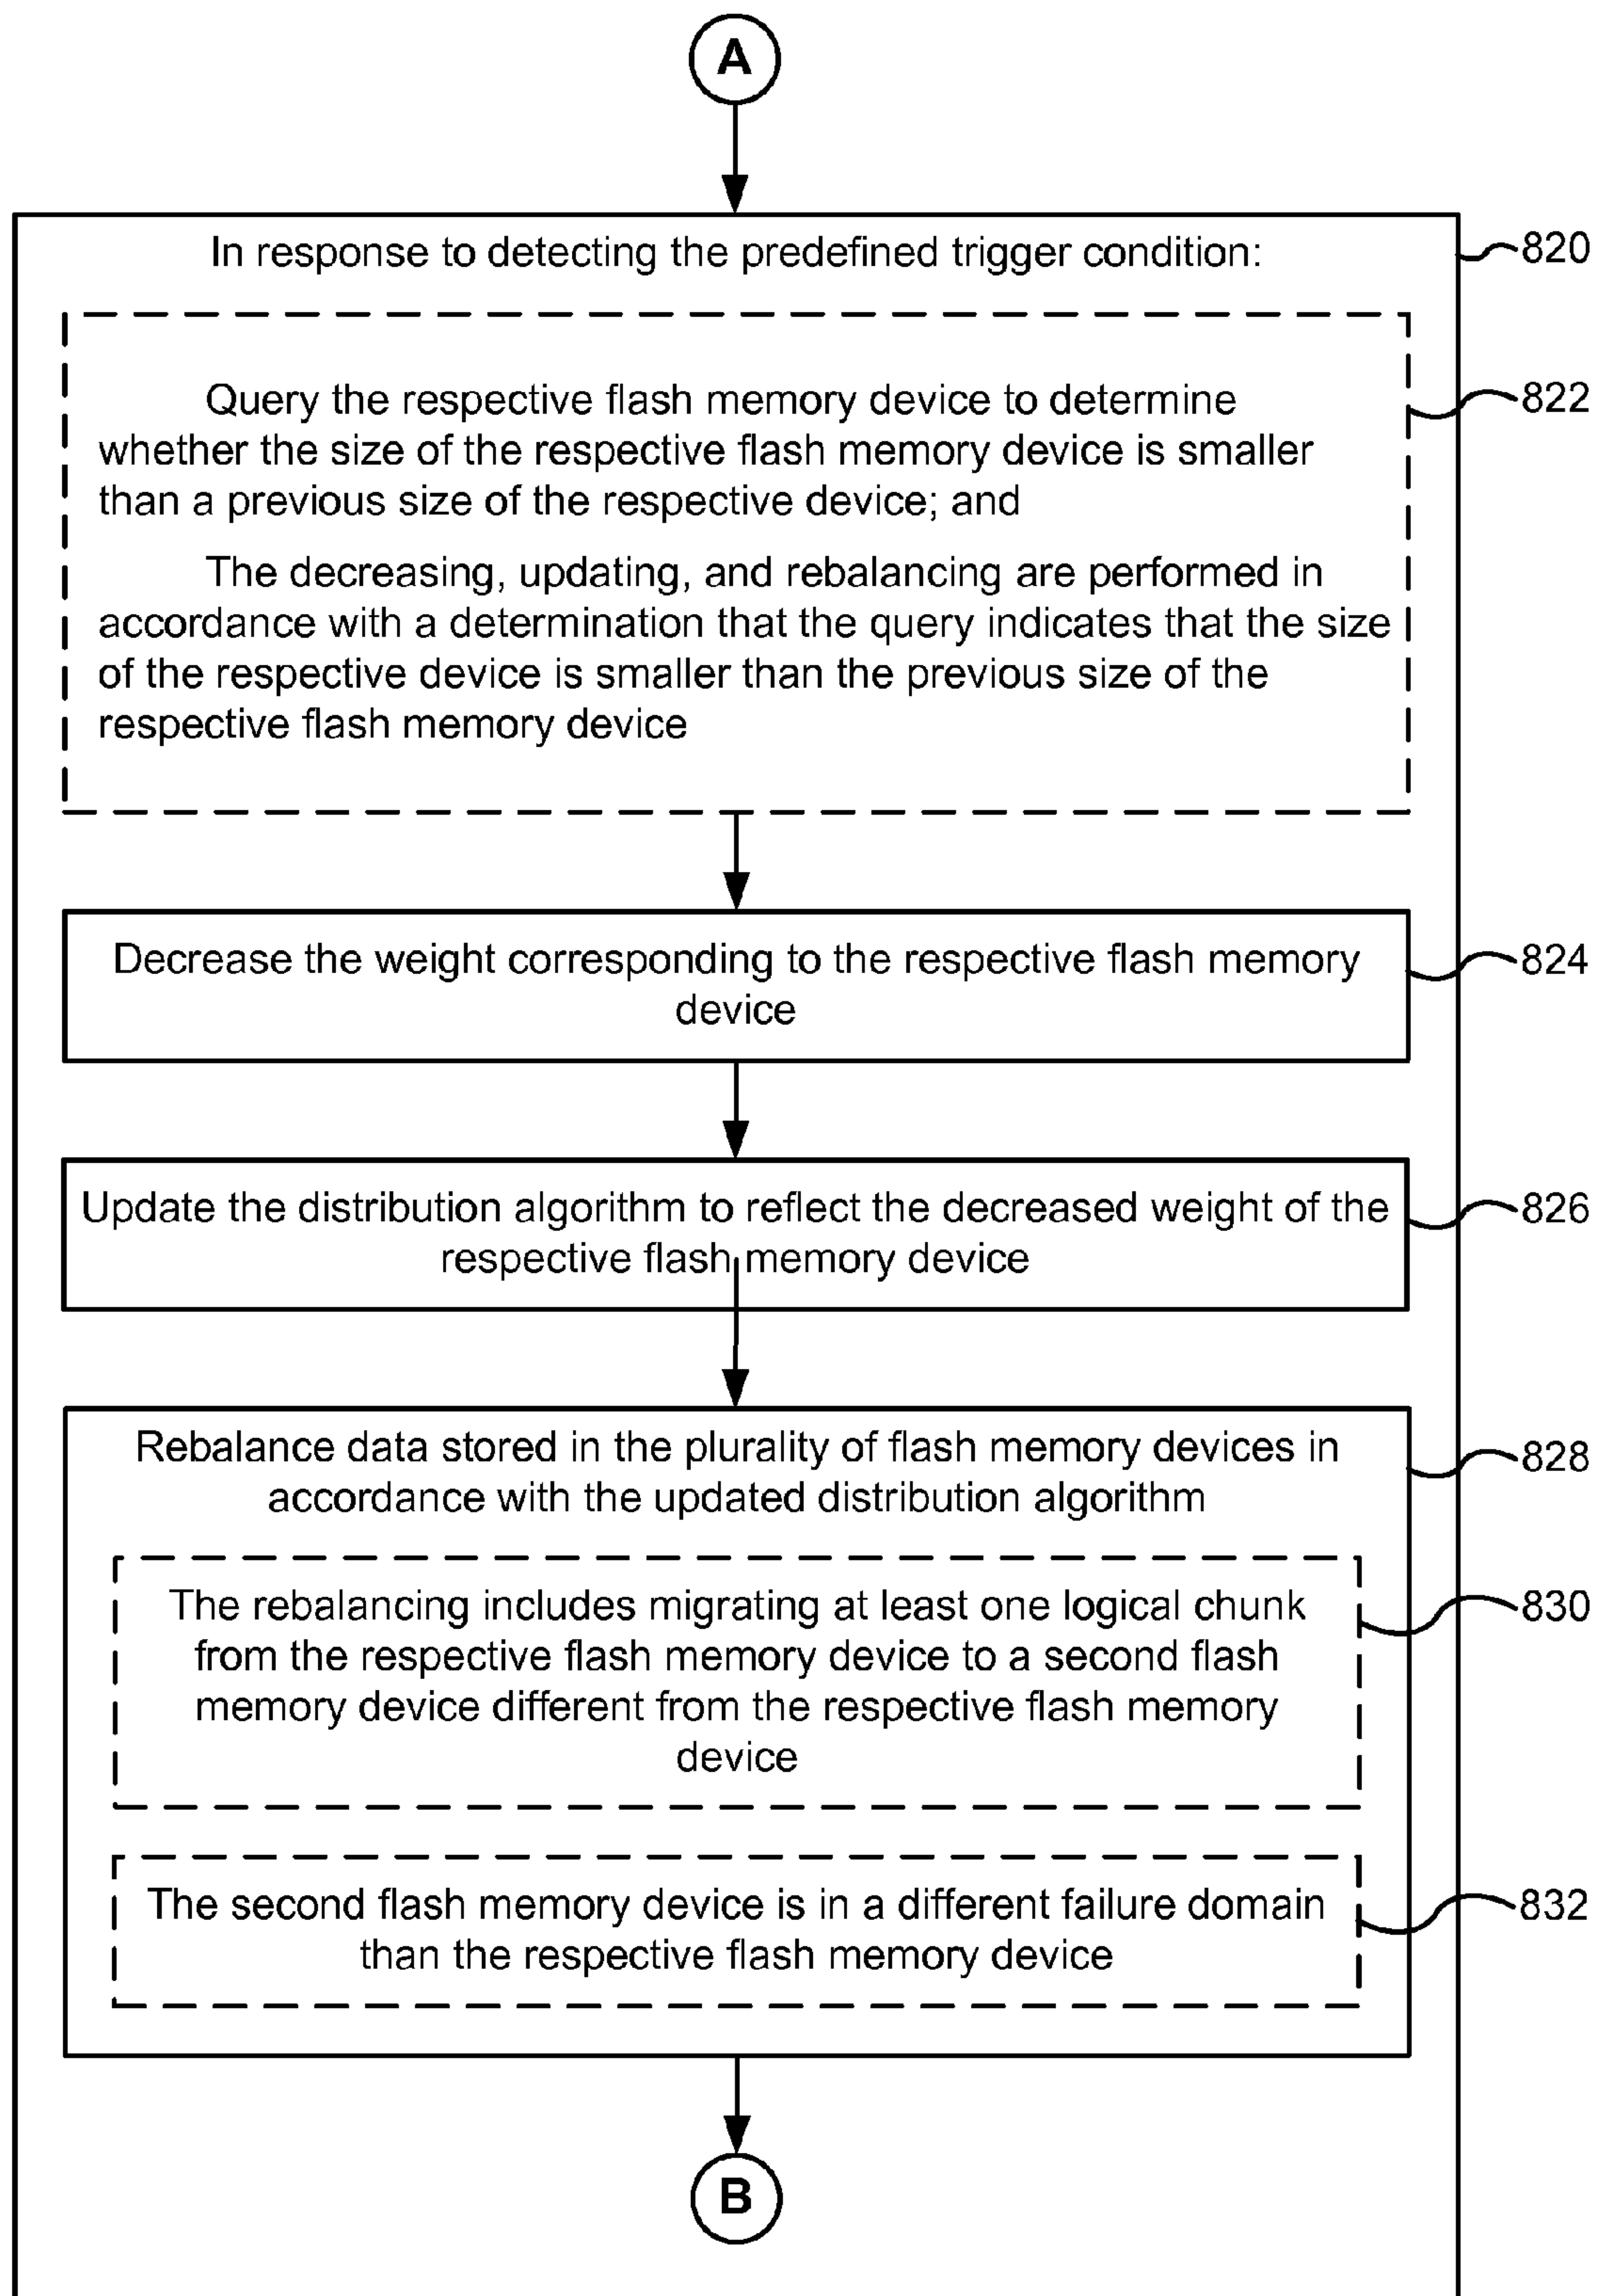 A
In response to detecting the predefined trigger condition:
820
Query the respective flash memory device to determine
822
whether the size of the respective flash memory device is smaller
than a previous size of the respective device; and
The decreasing, updating, and rebalancing are performed in
accordance with a determination that the query indicates that the size
of the respective device is smaller than the previous size of the
respective flash memory device
Decrease the weight corresponding to the respective flash memory
824
device
Update the distribution algorithm to reflect the decreased weight of the
826
respective flash memory device
Rebalance data stored in the plurality of flash memory devices in
828
accordance with the updated distribution algorithm
The rebalancing includes migrating at least one logical chunk
830
from the respective flash memory device to a second flash
memory device different from the respective flash memory
device
The second flash memory device is in a different failure domain
832
than the respective flash memory device
B